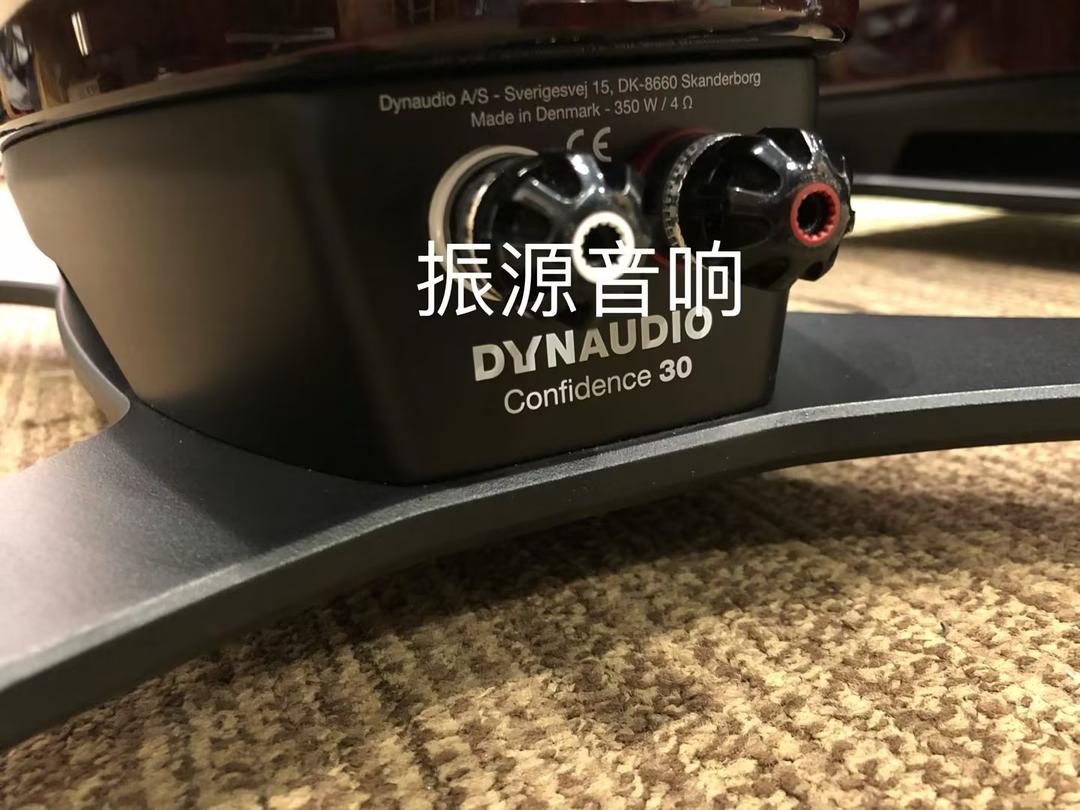 Dynaudio A/S - Sverigesvej 15, DK-8660 Skanderborg
Made in Denmark - 350 W / 4 Ω
CE
振源音响
DYNAUDIO
Confidence 30